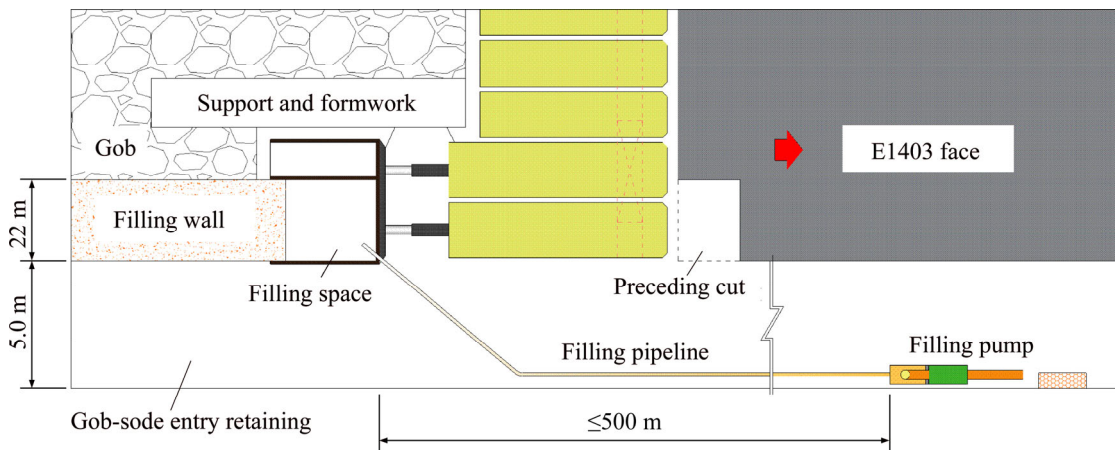 Support and formwork
Gob
E1403 face
Filling wall
22 m
Filling space
Preceding cut
5.0 m
Filling pipeline
Filling pump
Gob-sode entry retaining
≤500 m